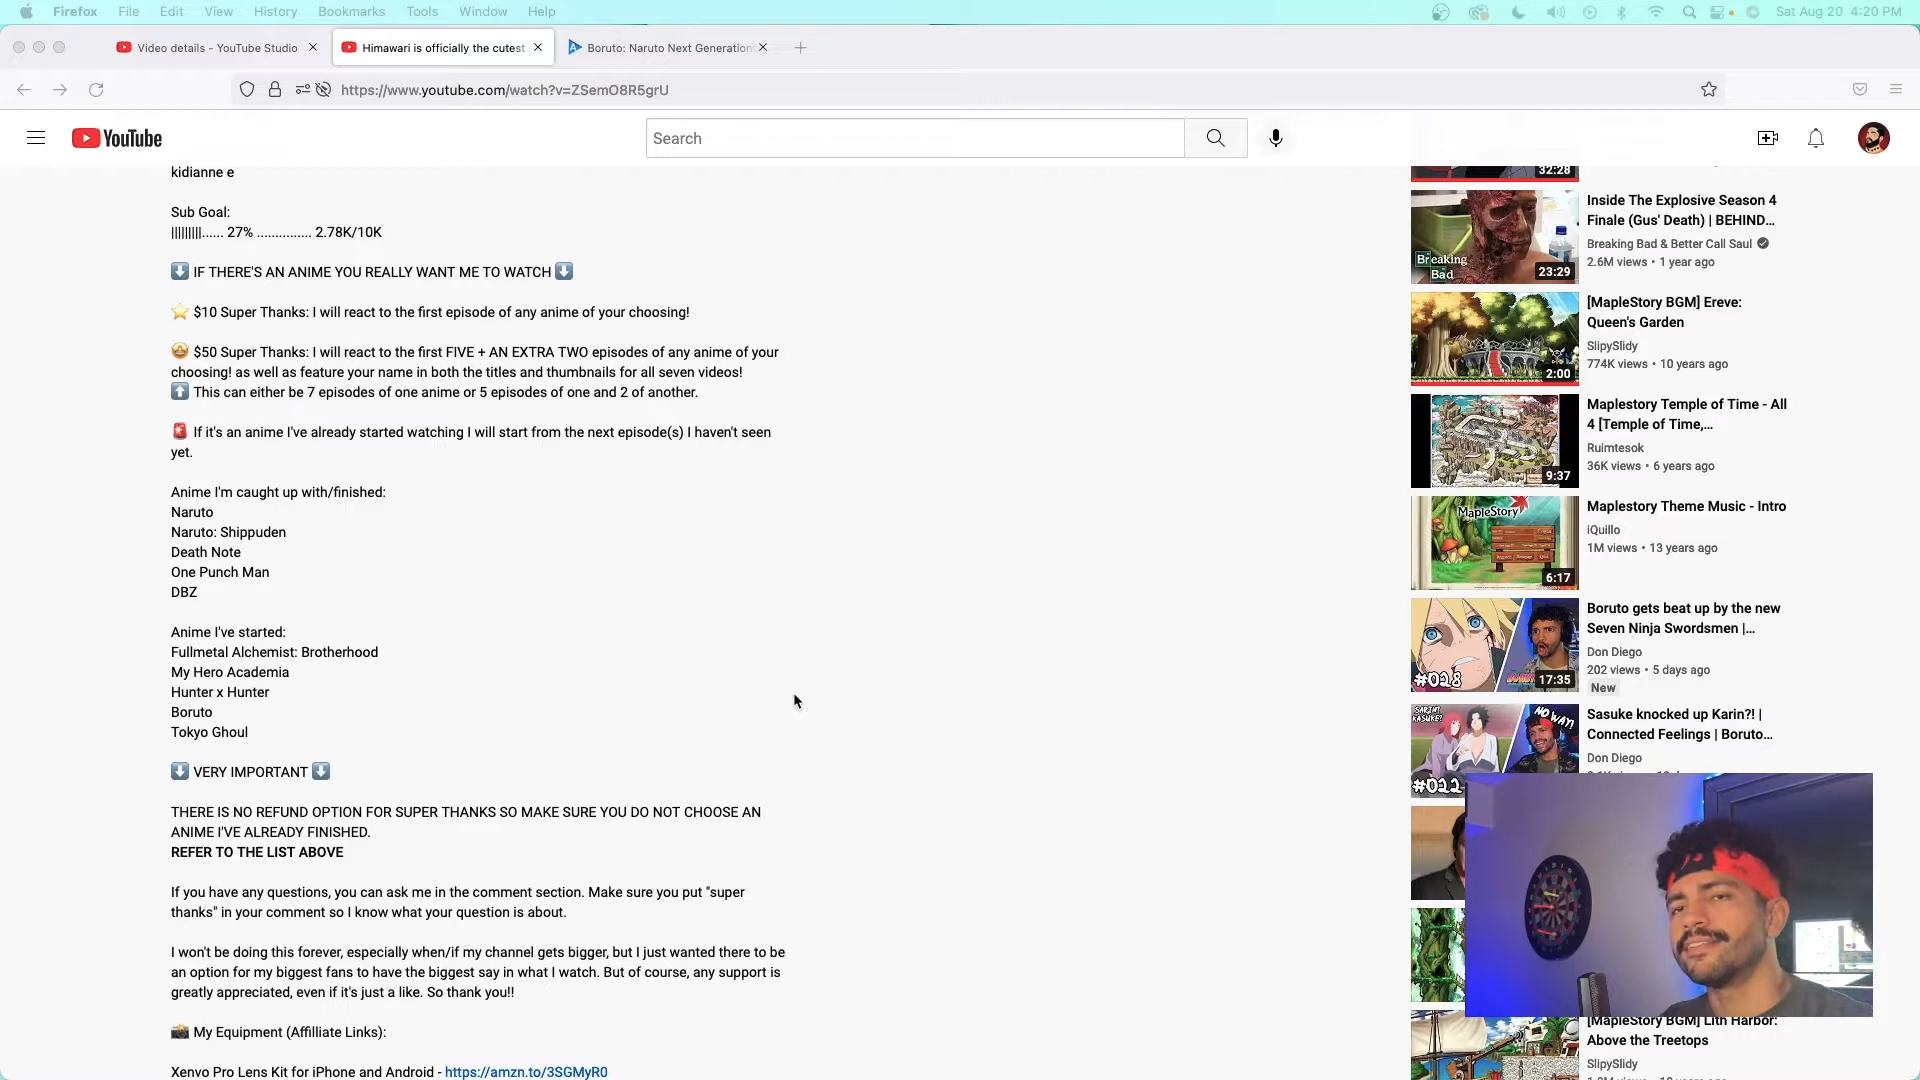 Firefox File Edit View History Bookmarks Tools Window Help
Sat Aug 20 4:20 PM
Video details - YouTube Studio
Himawari is officially the cutest
Boruto: Naruto Next Generation
https://www.youtube.com/watch?v=ZSemO8R5grU
YouTube
Search
kidianne e
Sub Goal:
|||||||||...... 27% ............... 2.78K/10K
⬇️ IF THERE'S AN ANIME YOU REALLY WANT ME TO WATCH ⬇️
⭐ $10 Super Thanks: I will react to the first episode of any anime of your choosing!
🤩 $50 Super Thanks: I will react to the first FIVE + AN EXTRA TWO episodes of any anime of your
choosing! as well as feature your name in both the titles and thumbnails for all seven videos!
⬆️ This can either be 7 episodes of one anime or 5 episodes of one and 2 of another.
🚨 If it's an anime I've already started watching I will start from the next episode(s) I haven't seen
yet.
Anime I'm caught up with/finished:
Naruto
Naruto: Shippuden
Death Note
One Punch Man
DBZ
Anime I've started:
Fullmetal Alchemist: Brotherhood
My Hero Academia
Hunter x Hunter
Boruto
Tokyo Ghoul
⬇️ VERY IMPORTANT ⬇️
THERE IS NO REFUND OPTION FOR SUPER THANKS SO MAKE SURE YOU DO NOT CHOOSE AN
ANIME I'VE ALREADY FINISHED.
REFER TO THE LIST ABOVE
If you have any questions, you can ask me in the comment section. Make sure you put "super
thanks" in your comment so I know what your question is about.
I won't be doing this forever, especially when/if my channel gets bigger, but I just wanted there to be
an option for my biggest fans to have the biggest say in what I watch. But of course, any support is
greatly appreciated, even if it's just a like. So thank you!!
📸 My Equipment (Affilliate Links):
Xenvo Pro Lens Kit for iPhone and Android - https://amzn.to/3SGMyR0
32:28
Breaking
Bad
23:29
Inside The Explosive Season 4
Finale (Gus' Death) | BEHIND...
Breaking Bad & Better Call Saul
2.6M views • 1 year ago
2:00
[MapleStory BGM] Ereve:
Queen's Garden
SlipySlidy
774K views • 10 years ago
9:37
Maplestory Temple of Time - All
4 [Temple of Time,...
Ruimtesok
36K views • 6 years ago
MapleStory
6:17
Maplestory Theme Music - Intro
iQuillo
1M views • 13 years ago
#028
17:35
Boruto gets beat up by the new
Seven Ninja Swordsmen |...
Don Diego
202 views • 5 days ago
New
NO WAY!
#022
Sasuke knocked up Karin?! |
Connected Feelings | Boruto...
Don Diego
[MapleStory BGM] Lith Harbor:
Above the Treetops
SlipySlidy